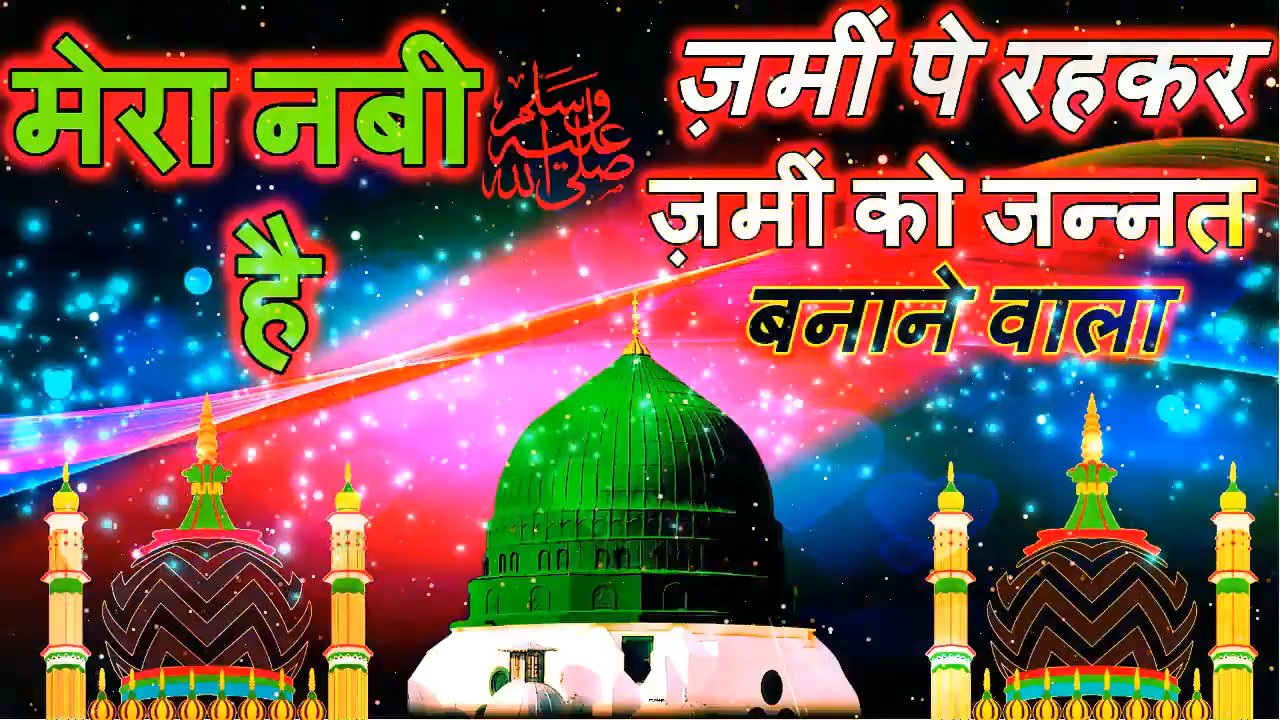 मेरा नबी ﷺ
है
ज़मीं पे रहकर
ज़मीं को जन्नत
बनाने वाला